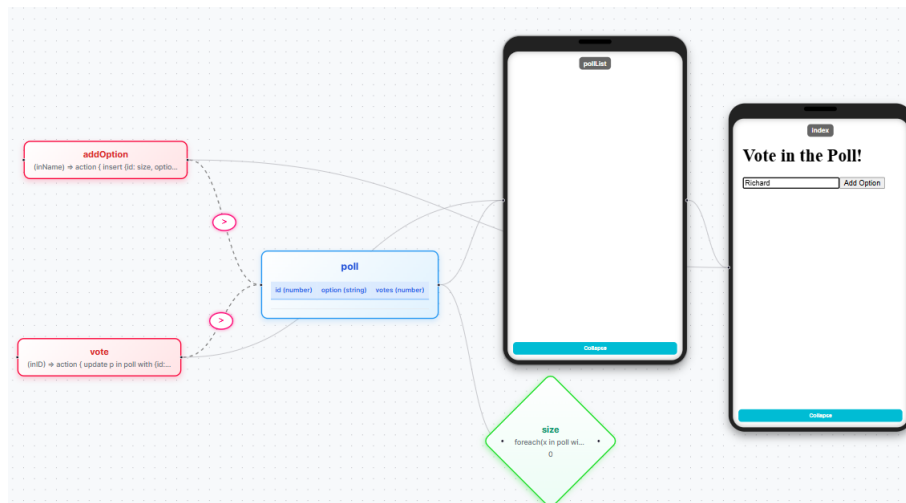 pollList
Index
Vote in the Poll!
Richard
Add Option
addOption
(inName) ⇒ action { insert {id: size, optio...
>
poll
id (number) option (string) votes (number)
>
vote
(inID) ⇒ action { update p in poll with {id:...
Collapse
size
foreach(x in poll wi...
0
Collapse